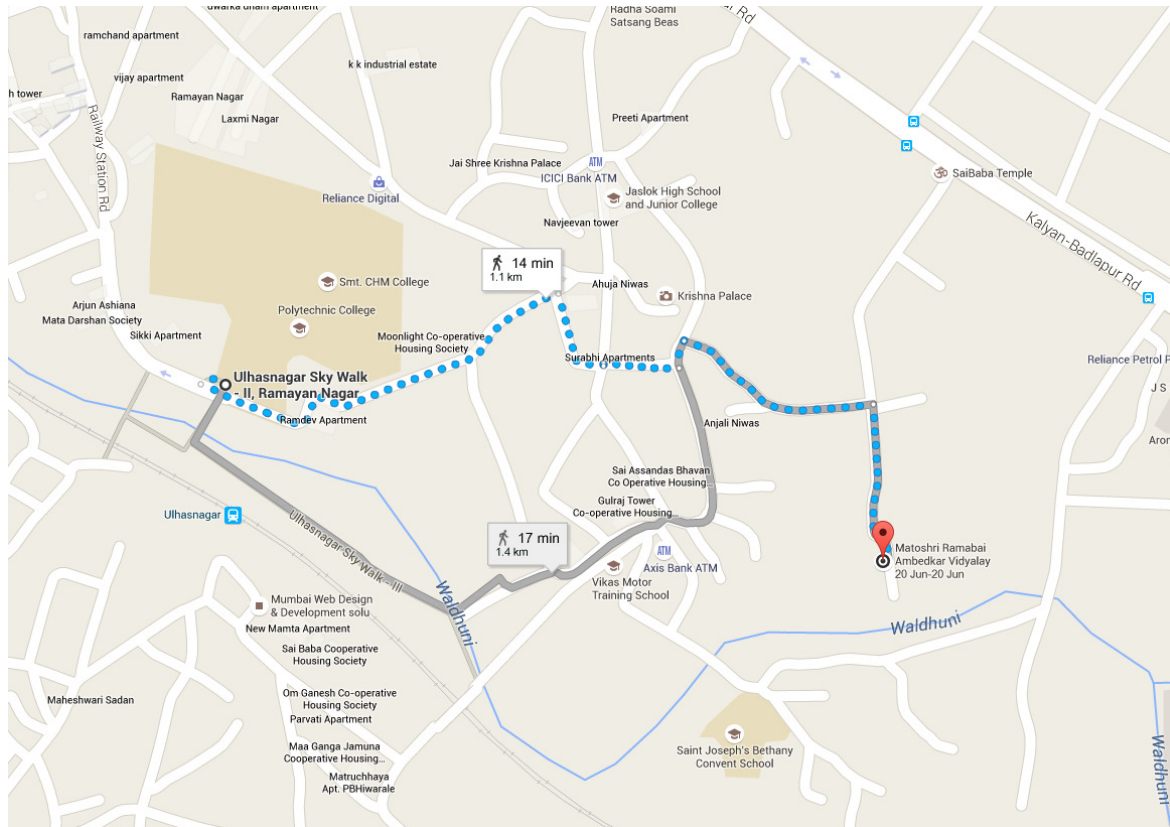 dwarka dham apartment
Radha Soami
Satsang Beas
ur Rd
ramchand apartment
k k industrial estate
vijay apartment
h tower
Ramayan Nagar
Laxmi Nagar
Railway Station Rd
Preeti Apartment
ATM
ICICI Bank ATM
Jai Shree Krishna Palace
SaiBaba Temple
Reliance Digital
Jaslok High School
and Junior College
Navjeevan tower
Kalyan-Badlapur Rd
14 min
1.1 km
Smt. CHM College
Ahuja Niwas
Krishna Palace
Arjun Ashiana
Mata Darshan Society
Polytechnic College
Sikki Apartment
Moonlight Co-operative
Housing Society
Surabhi Apartments
Reliance Petrol P
Ulhasnagar Sky Walk
- II, Ramayan Nagar
J S
Ramdev Apartment
Anjali Niwas
Aron
Sai Assandas Bhavan
Co Operative Housing...
Gulraj Tower
Co-operative Housing...
Ulhasnagar
Ulhasnagar Sky Walk - III
17 min
1.4 km
ATM
Axis Bank ATM
Matoshri Ramabai
Ambedkar Vidyalay
20 Jun-20 Jun
Vikas Motor
Training School
Mumbai Web Design
& Development solu
Waldhuni
Waldhuni
New Mamta Apartment
Sai Baba Cooperative
Housing Society
Maheshwari Sadan
Om Ganesh Co-operative
Housing Society
Parvati Apartment
Maa Ganga Jamuna
Cooperative Housing...
Saint Joseph's Bethany
Convent School
Matruchhaya
Apt. PBHiwarale
Waldhuni